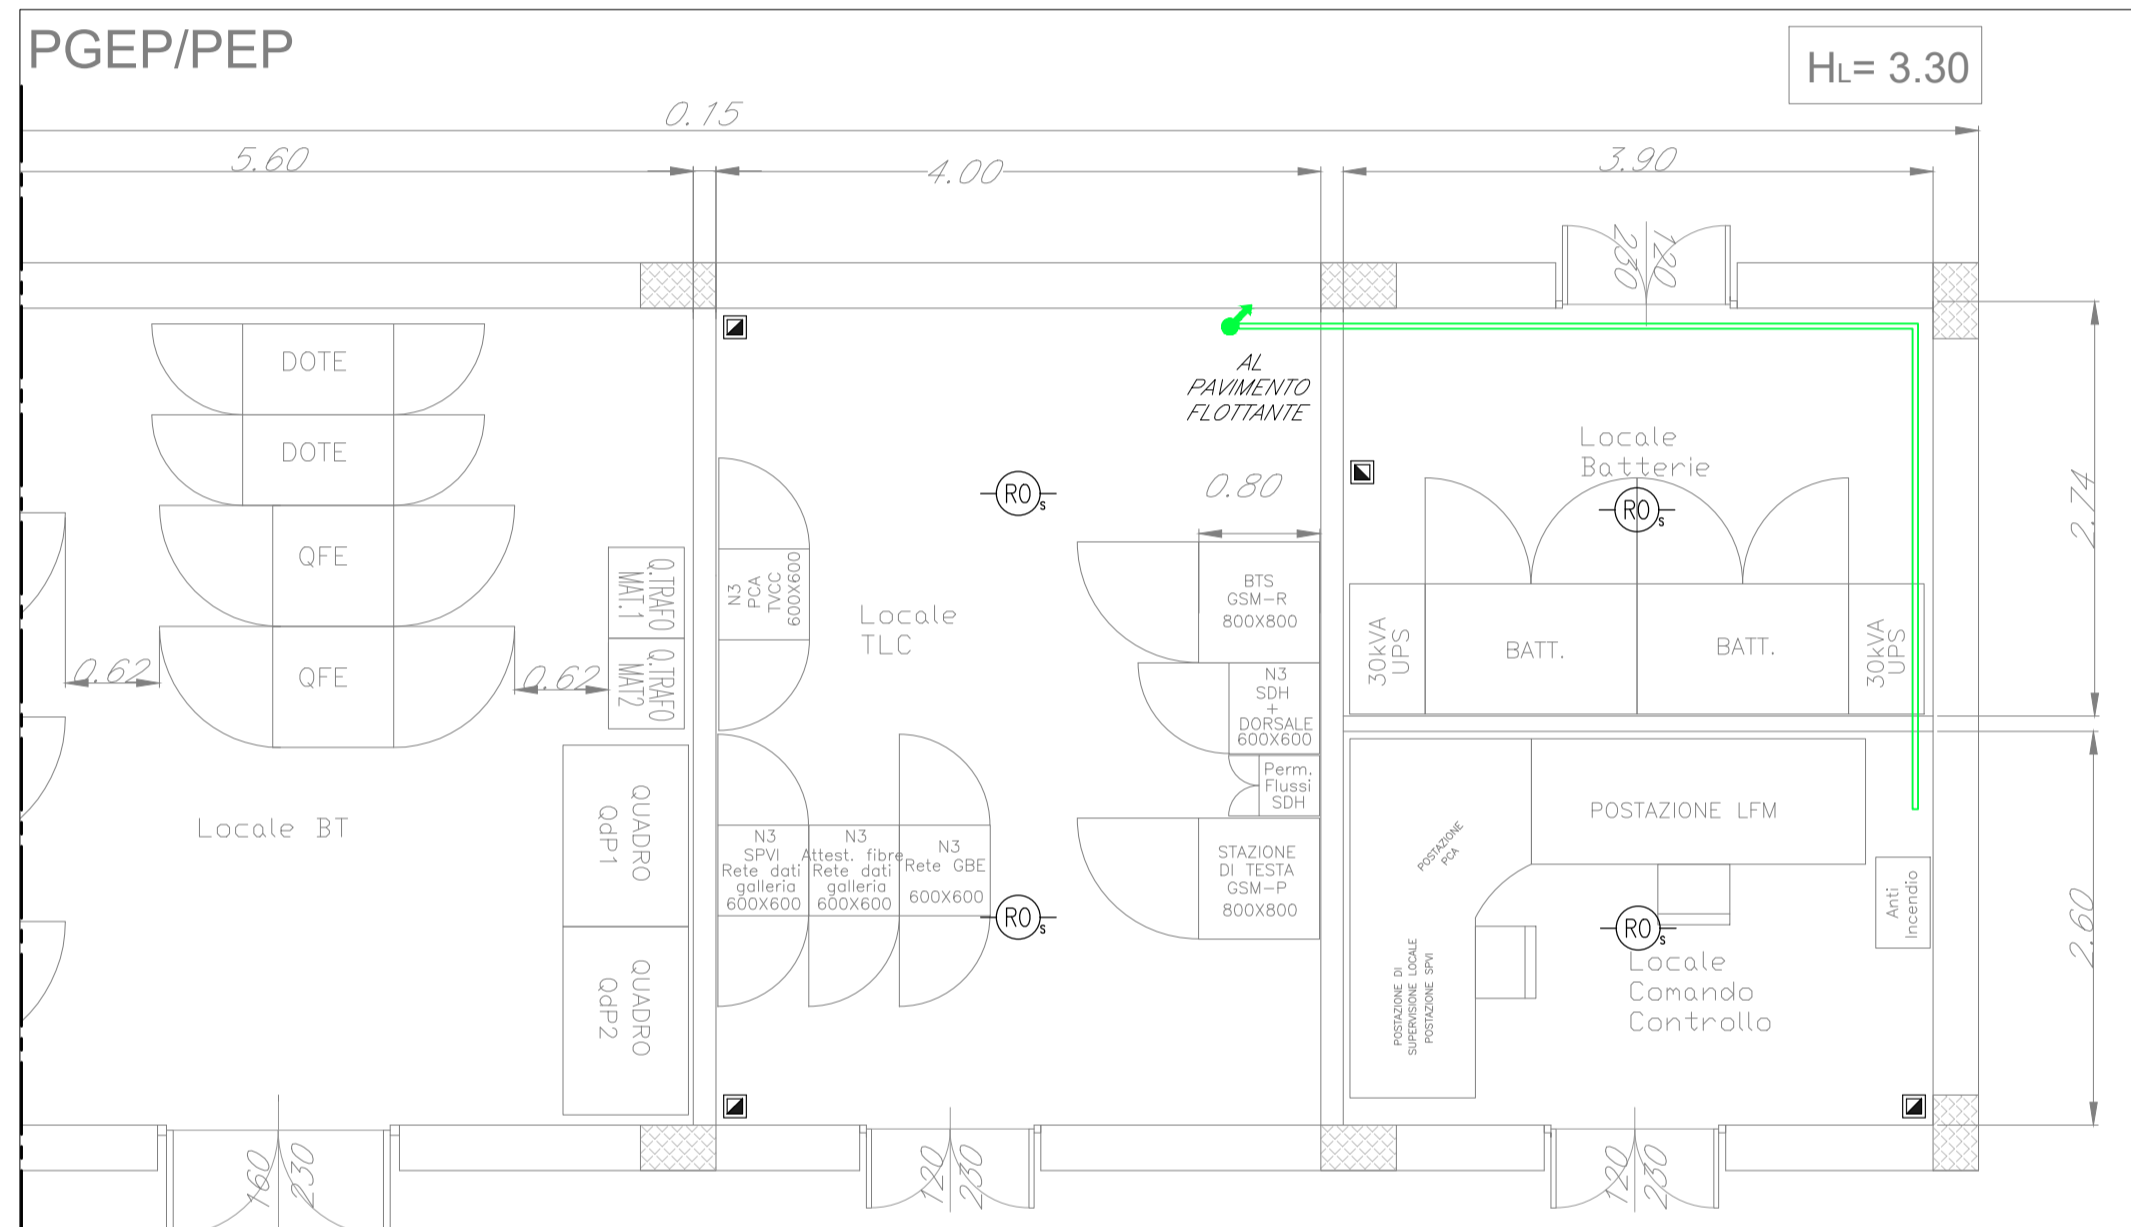 PGEP/PEP
HL= 3.30
0.15
5.60
4.00
3.90
230
120
DOTE
DOTE
QFE
QFE
0.62
0.62
Q.TRAFO
MAT.1
Q.TRAFO
MAT2
QUADRO
QdP1
QUADRO
QdP2
Locale BT
160
230
AL
PAVIMENTO
FLOTTANTE
R0s
0.80
N3
PCA
TVCC
600X600
Locale
TLC
BTS
GSM-R
800X800
N3
SDH
+
DORSALE
600X600
Perm.
Flussi
SDH
STAZIONE
DI TESTA
GSM-P
800X800
N3
SPVI
Rete dati
galleria
600X600
N3
Attest. fibre
Rete dati
galleria
600X600
N3
Rete GBE
600X600
R0s
120
230
Locale
Batterie
R0s
30kVA
UPS
BATT.
BATT.
30kVA
UPS
2.74
POSTAZIONE LFM
POSTAZIONE
PCA
POSTAZIONE DI
SUPERVISIONE LOCALE
POSTAZIONE SPVI
Anti
Incendio
R0s
Locale
Comando
Controllo
2.60
120
230